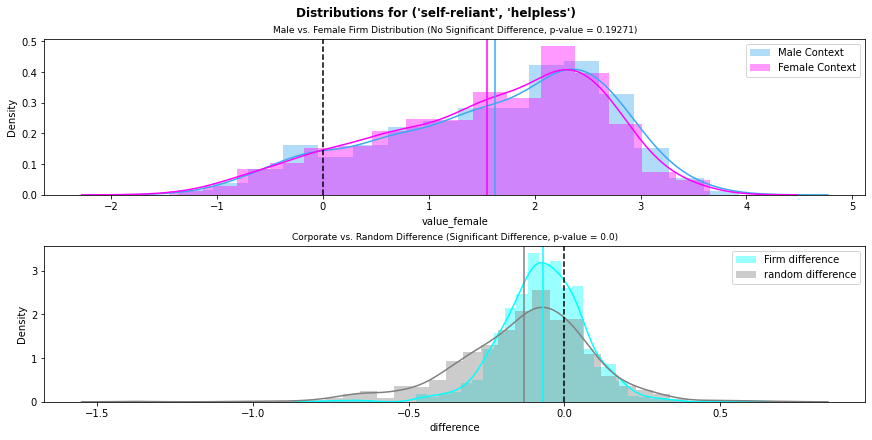 Distributions for ('self-reliant', 'helpless')
Male vs. Female Firm Distribution (No Significant Difference, p-value = 0.19271)
Density
0.5
0.4
0.3
0.2
0.1
0.0
Male Context
Female Context
−2 −1 0 1 2 3 4 5
value_female
Corporate vs. Random Difference (Significant Difference, p-value = 0.0)
Density
3
2
1
0
Firm difference
random difference
−1.5 −1.0 −0.5 0.0 0.5
difference